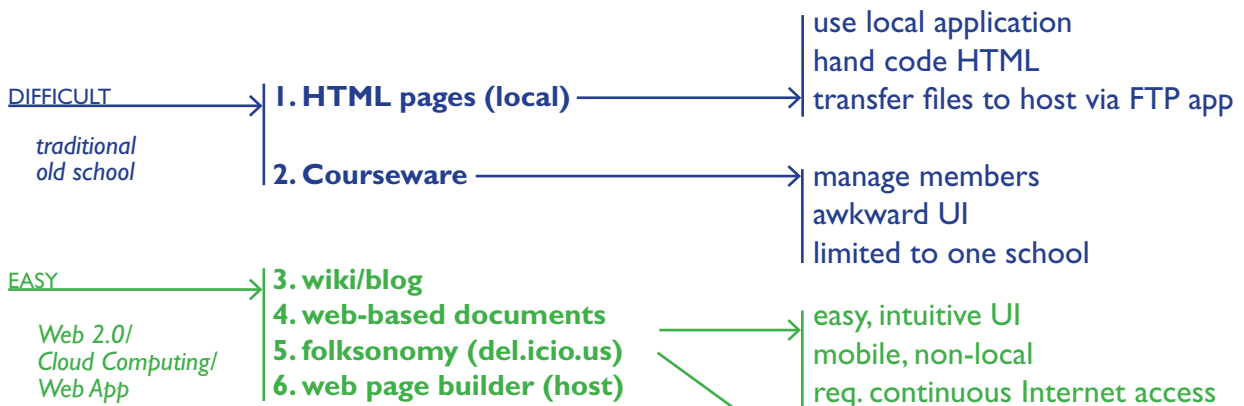 use local application
hand code HTML
DIFFICULT
1. HTML pages (local)
transfer files to host via FTP app
traditional
old school
2. Courseware
manage members
awkward UI
limited to one school
EASY
3. wiki/blog
4. web-based documents
easy, intuitive UI
Web 2.0/
5. folksonomy (del.icio.us)
mobile, non-local
Cloud Computing/
6. web page builder (host)
Web App
req. continuous Internet access